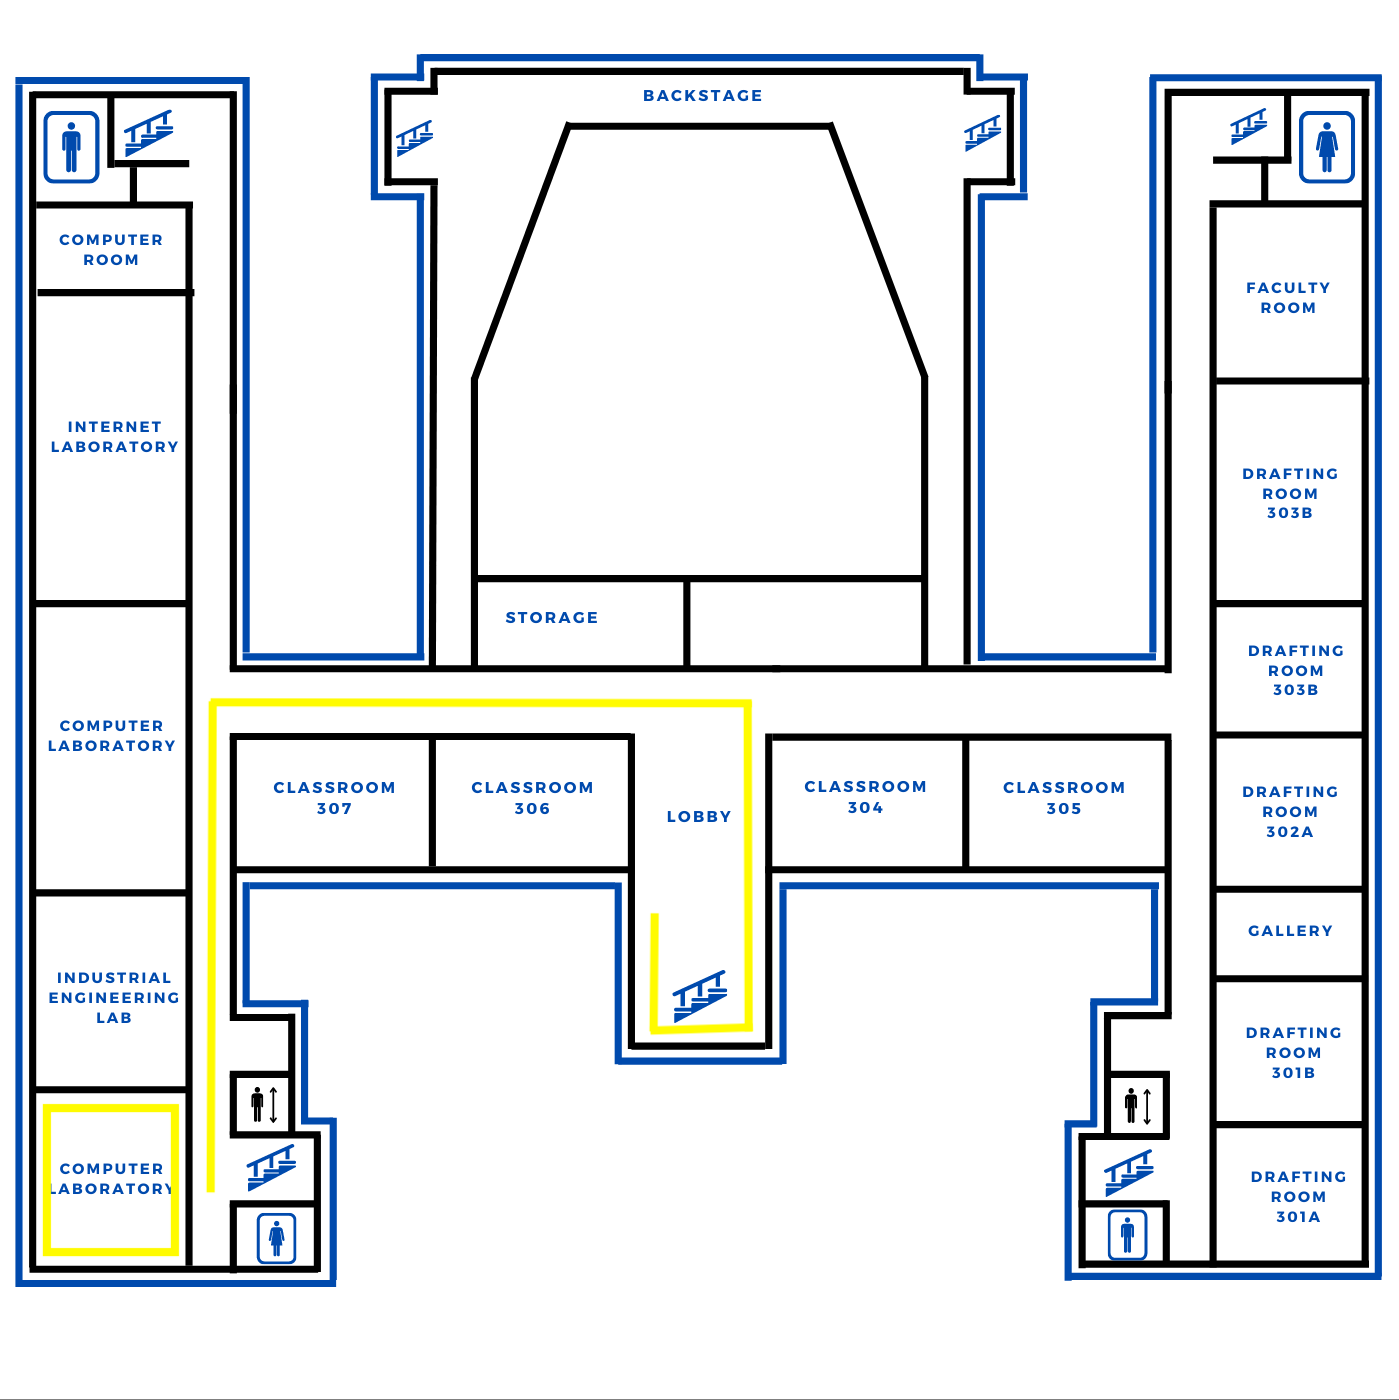 BACKSTAGE
COMPUTER
ROOM
INTERNET
LABORATORY
COMPUTER
LABORATORY
INDUSTRIAL
ENGINEERING
LAB
COMPUTER
LABORATORY
STORAGE
CLASSROOM
307
CLASSROOM
306
LOBBY
CLASSROOM
304
CLASSROOM
305
FACULTY
ROOM
DRAFTING
ROOM
303B
DRAFTING
ROOM
303B
DRAFTING
ROOM
302A
GALLERY
DRAFTING
ROOM
301B
DRAFTING
ROOM
301A